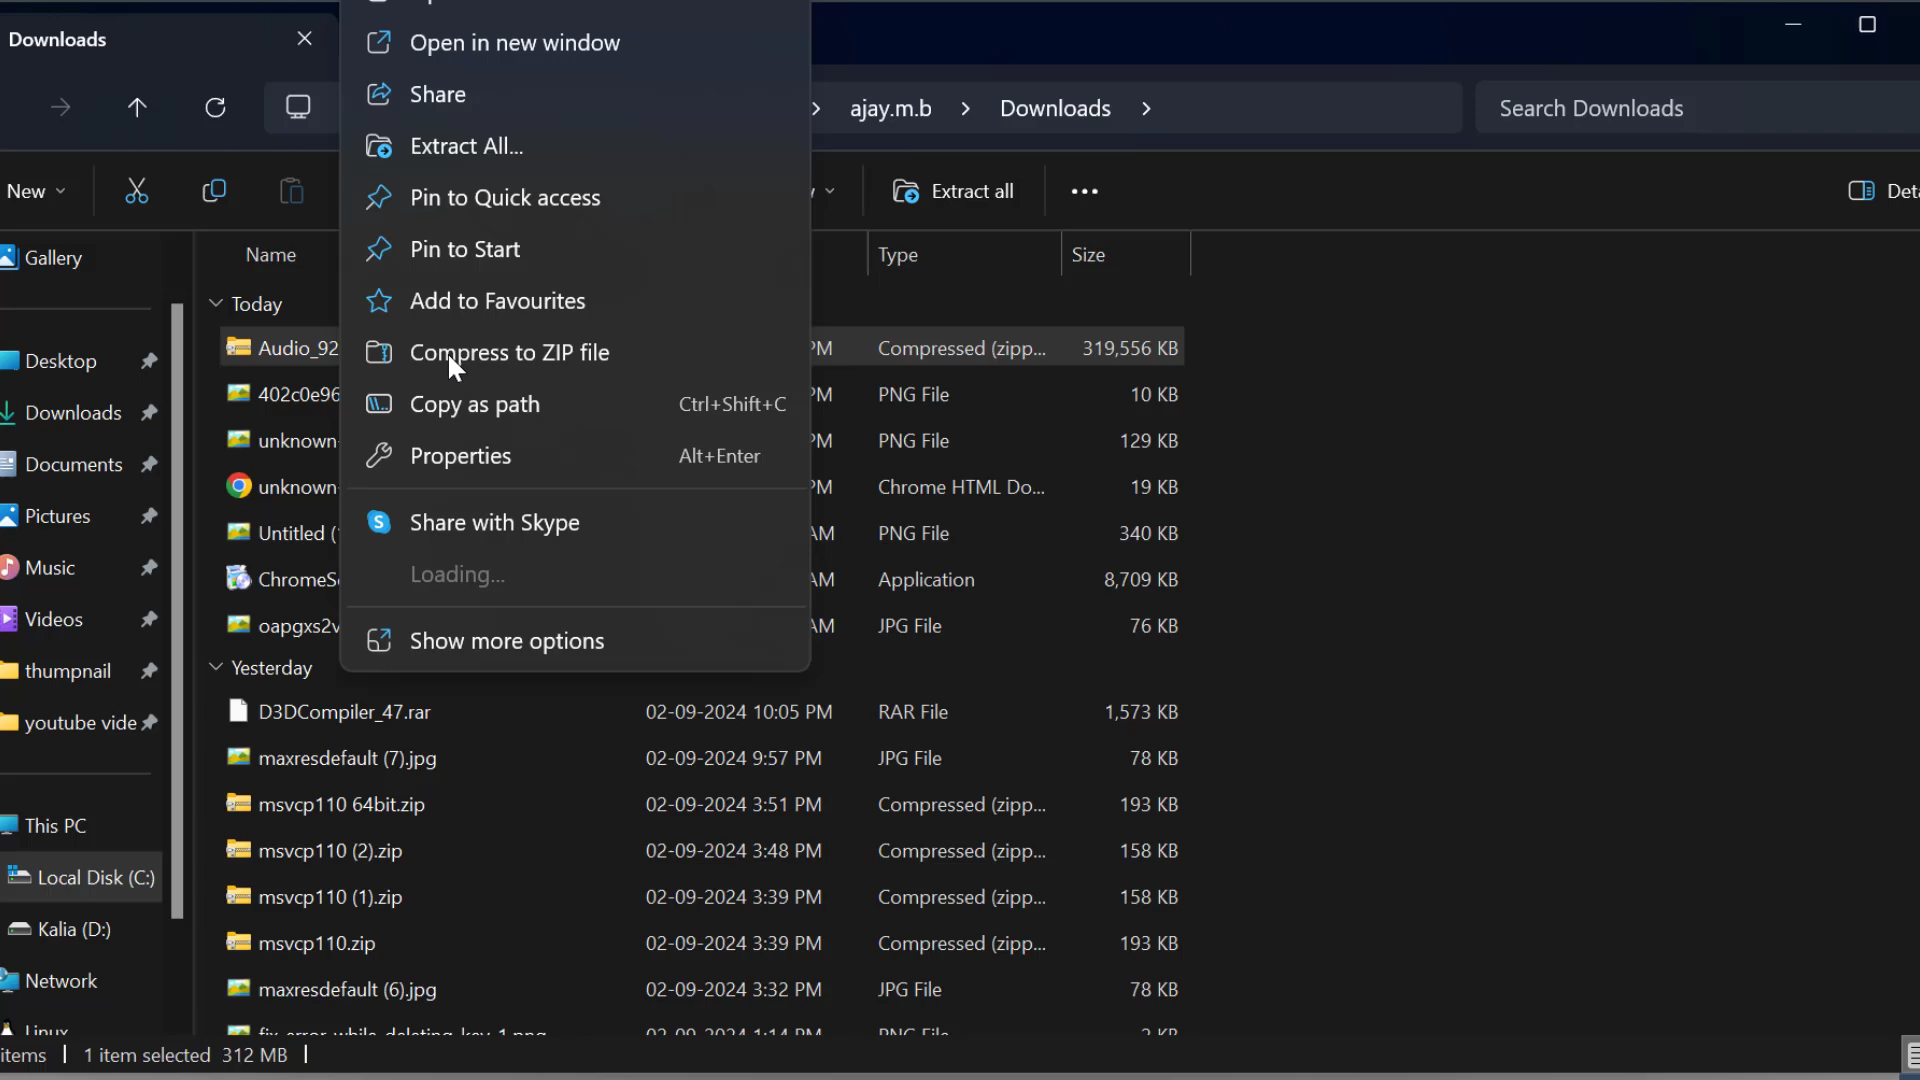 Downloads
Open in new window
Share
ajay.m.b > Downloads >
Search Downloads
Extract All...
New
Pin to Quick access
Extract all
Pin to Start
Gallery
Name
Type
Size
Today
Add to Favourites
Audio_92
PM
Compressed (zipp...
319,556 KB
Compress to ZIP file
Desktop
402c0e96
PM
PNG File
10 KB
Copy as path
Ctrl+Shift+C
Downloads
unknown
PM
PNG File
129 KB
Properties
Alt+Enter
Documents
unknown
PM
Chrome HTML Do...
19 KB
Pictures
Share with Skype
Untitled (
AM
PNG File
340 KB
Music
Loading...
ChromeS
AM
Application
8,709 KB
Videos
oapgxs2v
AM
JPG File
76 KB
Show more options
thumpnail
Yesterday
youtube vide
D3DCompiler_47.rar
02-09-2024 10:05 PM
RAR File
1,573 KB
maxresdefault (7).jpg
02-09-2024 9:57 PM
JPG File
78 KB
This PC
msvcp110 64bit.zip
02-09-2024 3:51 PM
Compressed (zipp...
193 KB
Local Disk (C:)
msvcp110 (2).zip
02-09-2024 3:48 PM
Compressed (zipp...
158 KB
Kalia (D:)
msvcp110 (1).zip
02-09-2024 3:39 PM
Compressed (zipp...
158 KB
msvcp110.zip
02-09-2024 3:39 PM
Compressed (zipp...
193 KB
Network
maxresdefault (6).jpg
02-09-2024 3:32 PM
JPG File
78 KB
Linux
items
1 item selected 312 MB